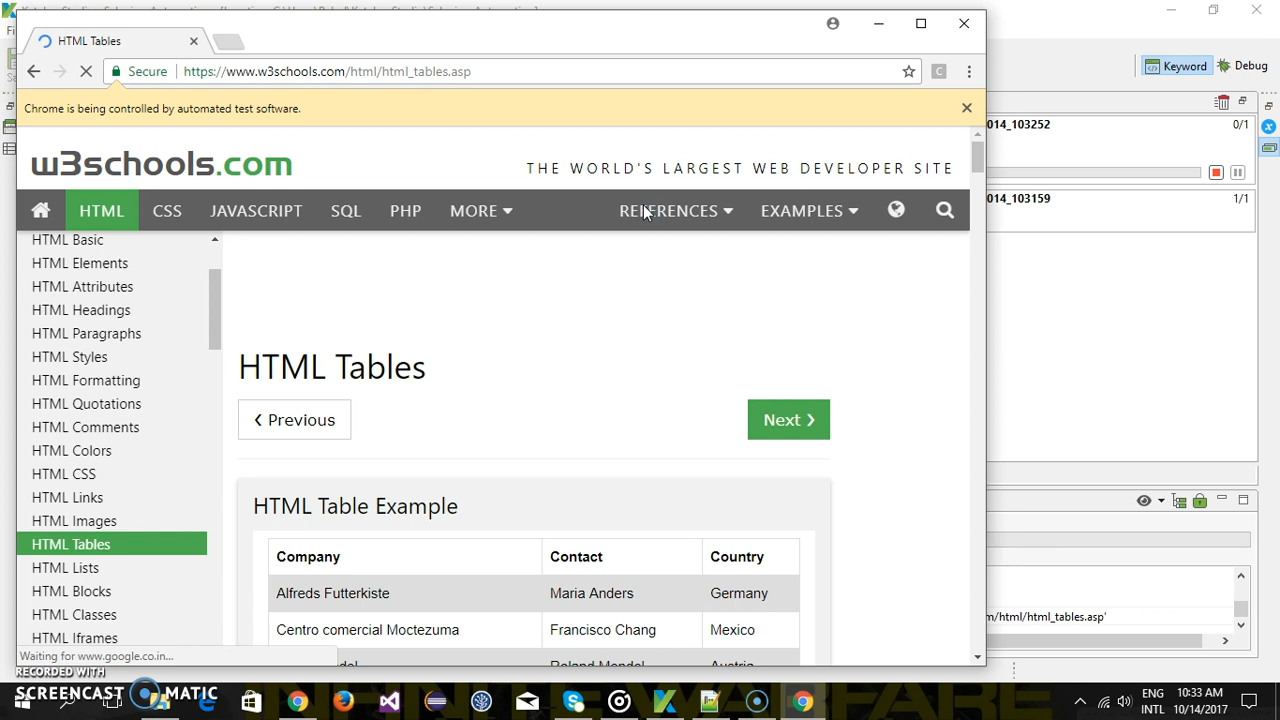 HTML Tables
Secure
https://www.w3schools.com/html/html_tables.asp
Keyword
Debug
Chrome is being controlled by automated test software.
014_103252
0/1
w3schools.com
THE WORLD'S LARGEST WEB DEVELOPER SITE
014_103159
1/1
HTML
CSS
JAVASCRIPT
SQL
PHP
MORE
REFERENCES
EXAMPLES
HTML Basic
HTML Elements
HTML Attributes
HTML Headings
HTML Paragraphs
HTML Styles
HTML Formatting
HTML Quotations
HTML Comments
HTML Colors
HTML CSS
HTML Links
HTML Images
HTML Tables
HTML Lists
HTML Blocks
HTML Classes
HTML Iframes
HTML Tables
❮ Previous
Next ❯
HTML Table Example
Company Contact Country
Alfreds Futterkiste Maria Anders Germany
Centro comercial Moctezuma Francisco Chang Mexico
Roland Mendel Austria
m/html/html_tables.asp'
Waiting for www.google.co.in...
RECORDED WITH
SCREENCAST MATIC
ENG
INTL
10:33 AM
10/14/2017